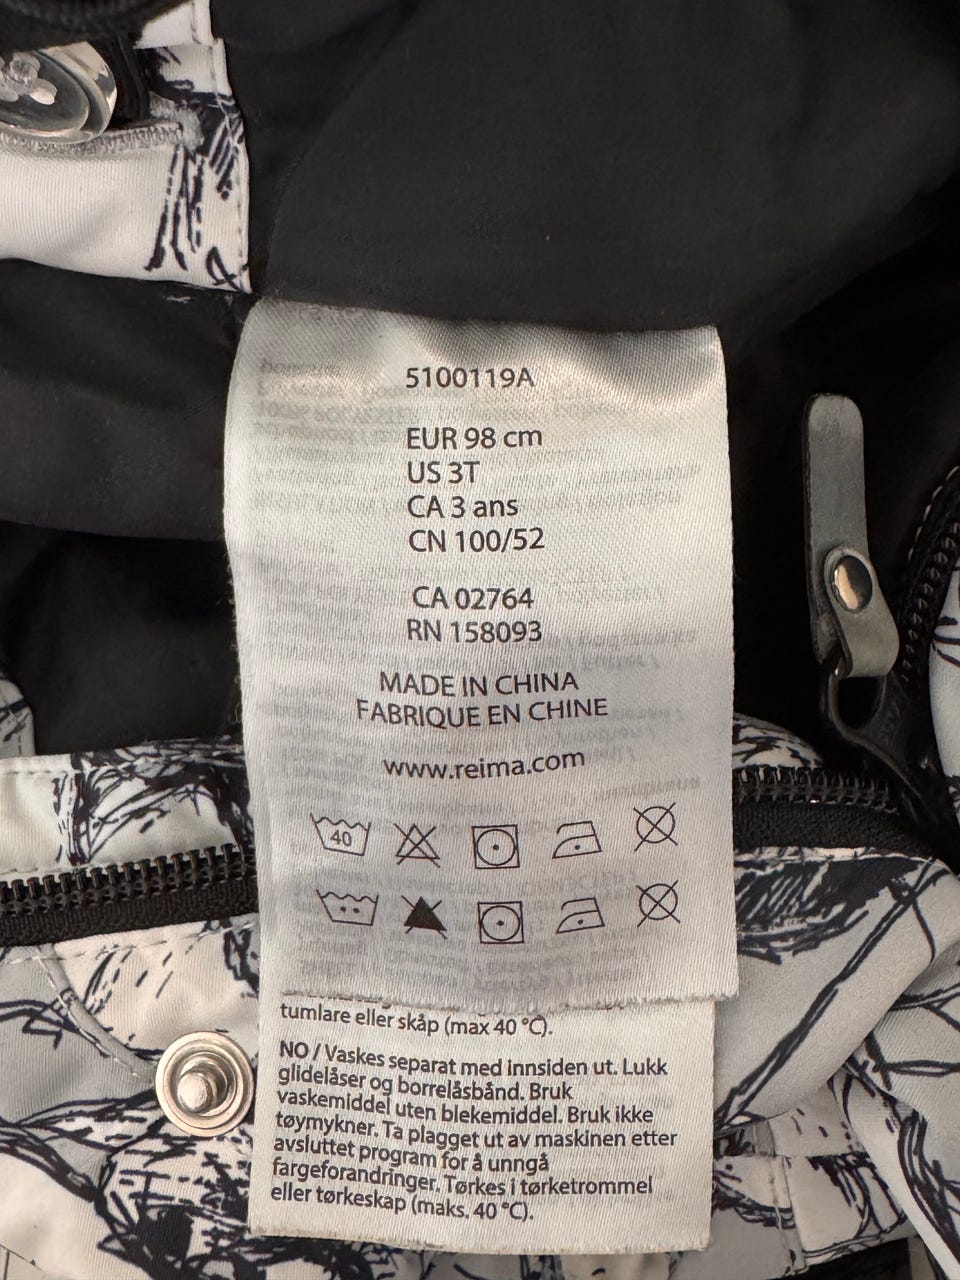 5100119A
EUR 98 cm
US 3T
CA 3 ans
CN 100/52
CA 02764
RN 158093
MADE IN CHINA
FABRIQUE EN CHINE
www.reima.com
40
tumlare eller skåp (max 40 °C).
NO / Vaskes separat med innsiden ut. Lukk
glidelåser og borrelåsbånd. Bruk
vaskemiddel uten blekemiddel. Bruk ikke
tøymykner. Ta plagget ut av maskinen etter
avsluttet program for å unngå
fargeforandringer. Tørkes i tørketrommel
eller tørkeskap (maks. 40 °C).